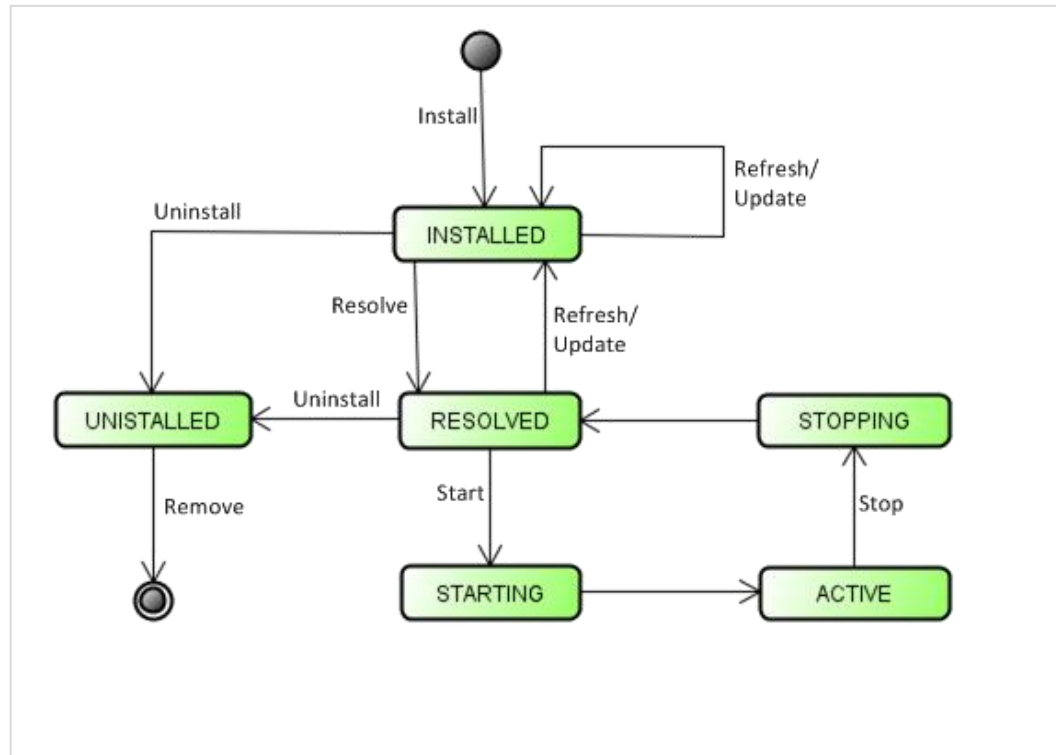 Install
Refresh/
Update
Uninstall
INSTALLED
Resolve
Refresh/
Update
Uninstall
UNISTALLED
RESOLVED
STOPPING
Start
Remove
Stop
STARTING
ACTIVE